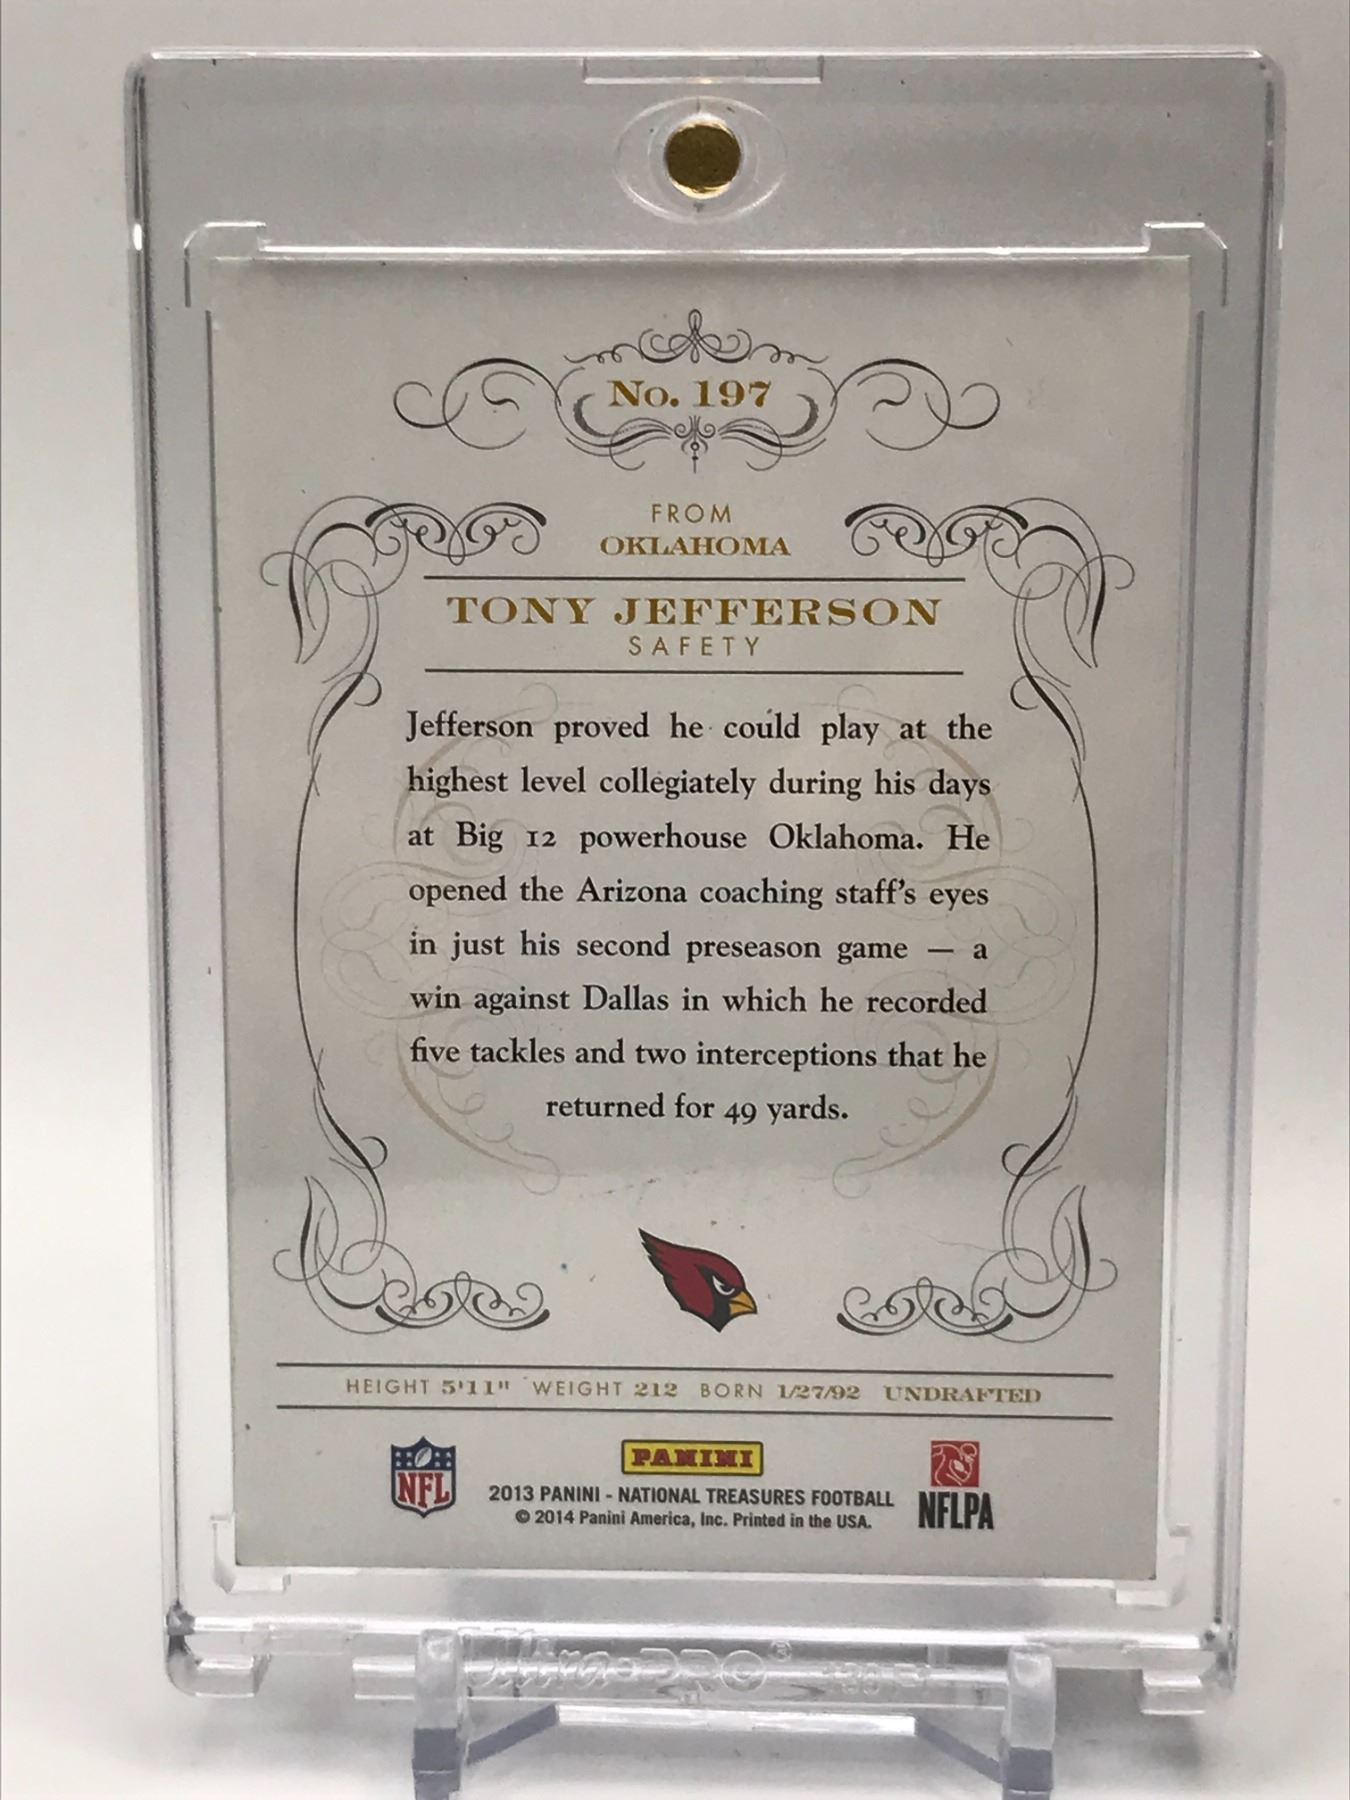 No. 197
FROM
OKLAHOMA
TONY JEFFERSON
SAFETY
Jefferson proved he could play at the
highest level collegiately during his days
at Big 12 powerhouse Oklahoma. He
opened the Arizona coaching staff's eyes
in just his second preseason game — a
win against Dallas in which he recorded
five tackles and two interceptions that he
returned for 49 yards.
HEIGHT 5'11" WEIGHT 212 BORN 1/27/92 UNDRAFTED
NFL
PANINI
2013 PANINI - NATIONAL TREASURES FOOTBALL
© 2014 Panini America, Inc. Printed in the USA.
NFLPA
Ultra·PRO®